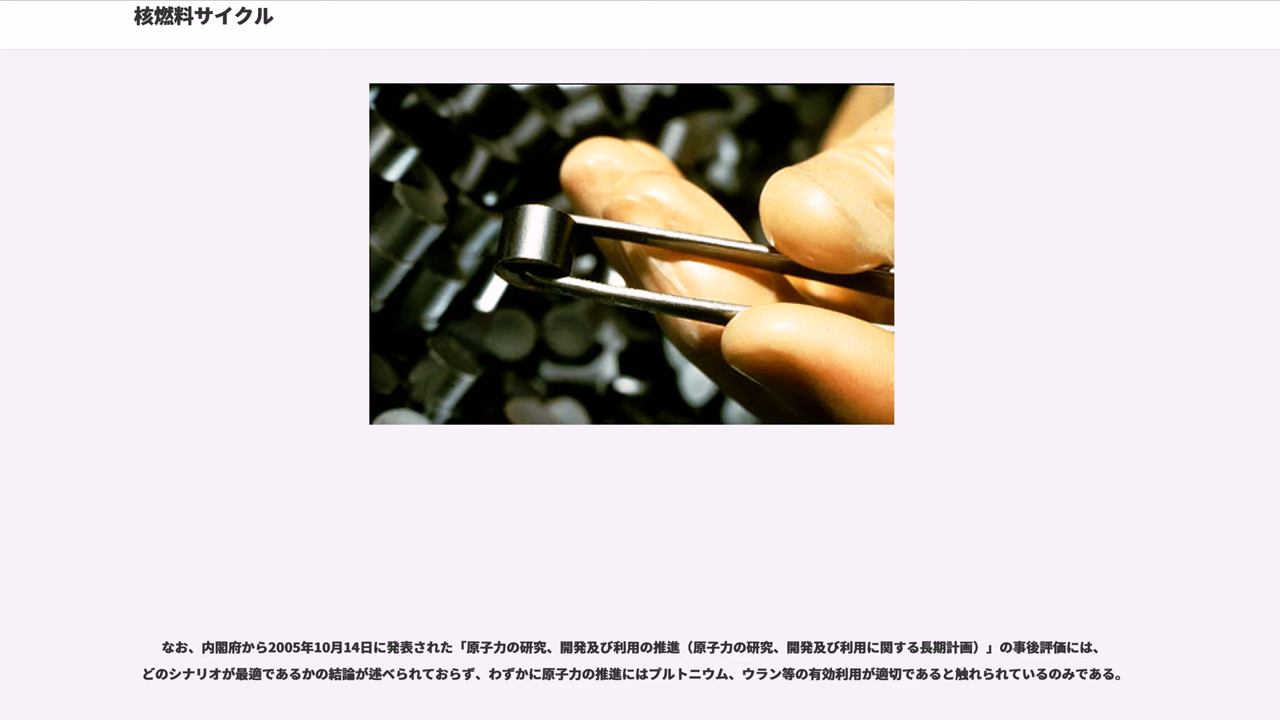 核燃料サイクル
なお、内閣府から2005年10月14日に発表された「原子力の研究、開発及び利用の推進（原子力の研究、開発及び利用に関する長期計画）」の事後評価には、
どのシナリオが最適であるかの結論が述べられておらず、わずかに原子力の推進にはプルトニウム、ウラン等の有効利用が適切であると触れられているのみである。